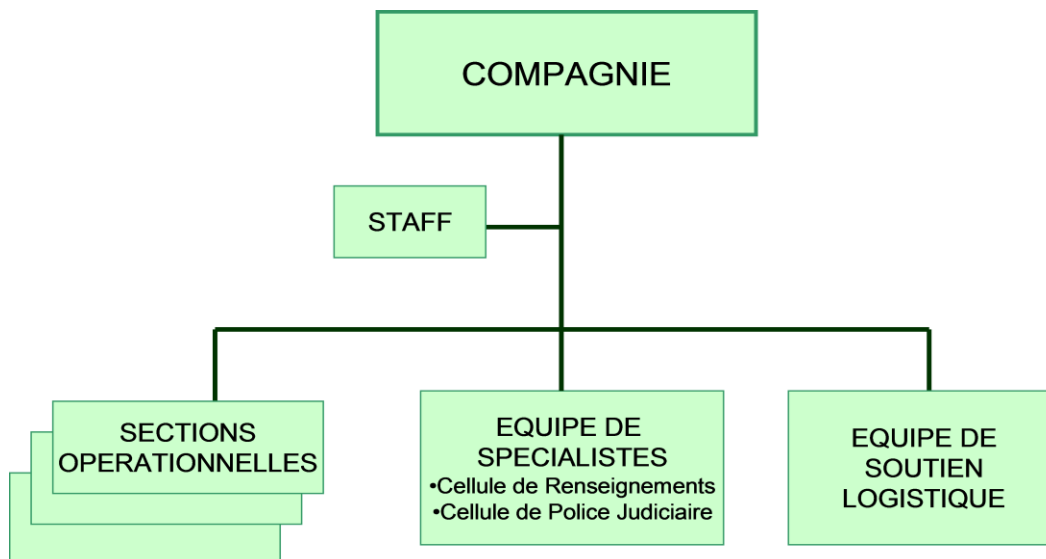 COMPAGNIE
STAFF
SECTIONS
OPERATIONNELLES
EQUIPE DE
SPECIALISTES
•Cellule de Renseignements
•Cellule de Police Judiciaire
EQUIPE DE
SOUTIEN
LOGISTIQUE